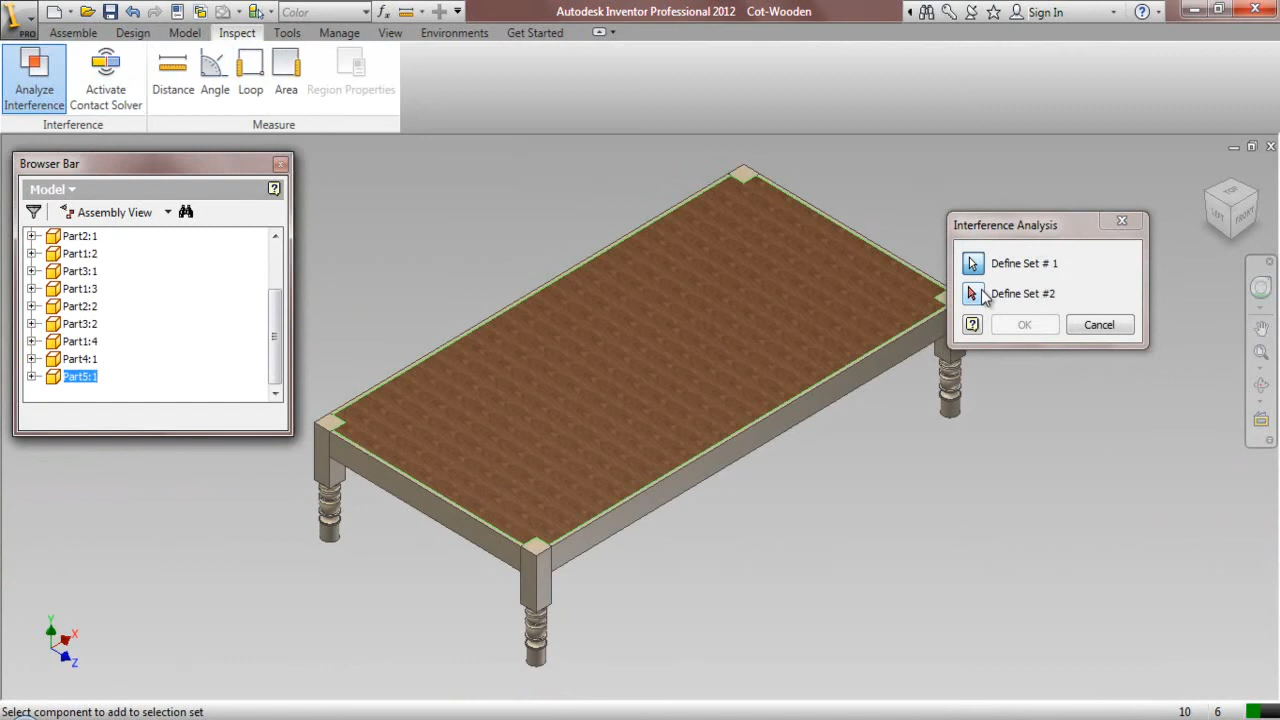 Color
Autodesk Inventor Professional 2012 Cot-Wooden
Sign In
PRO
Assemble Design Model Inspect Tools Manage View Environments Get Started
Analyze Interference
Activate Contact Solver
Distance
Angle
Loop
Area
Region Properties
Interference
Measure
Browser Bar
Model
Assembly View
Part2:1
Part1:2
Part3:1
Part1:3
Part2:2
Part3:2
Part1:4
Part4:1
Part5:1
Interference Analysis
Define Set # 1
Define Set #2
OK Cancel
TOP
LEFT
FRONT
Y
X
Z
Select component to add to selection set
10 6